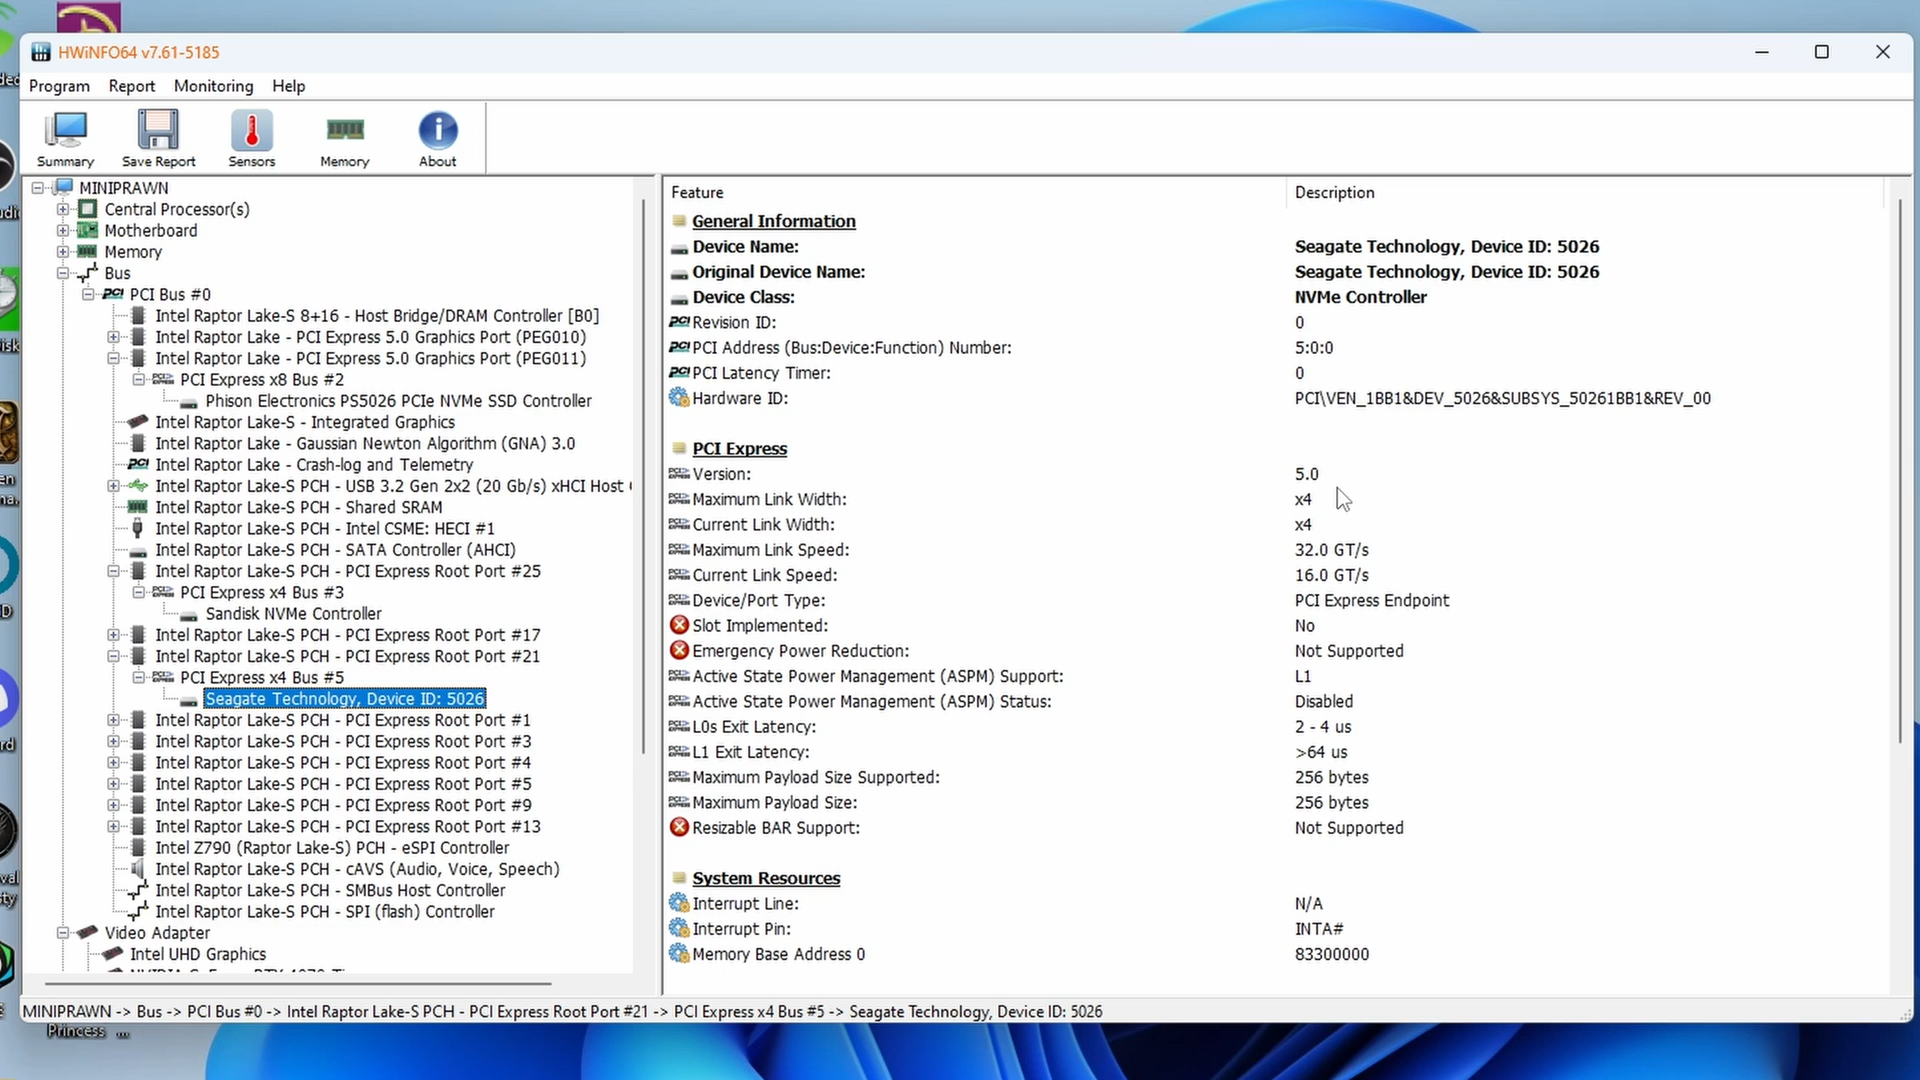 HWiNFO64 v7.61-5185
Program Report Monitoring Help
Summary Save Report Sensors Memory About
MINIPRAWN
Central Processor(s)
Motherboard
Memory
Bus
PCI Bus #0
Intel Raptor Lake-S 8+16 - Host Bridge/DRAM Controller [B0]
Intel Raptor Lake - PCI Express 5.0 Graphics Port (PEG010)
Intel Raptor Lake - PCI Express 5.0 Graphics Port (PEG011)
PCI Express x8 Bus #2
Phison Electronics PS5026 PCIe NVMe SSD Controller
Intel Raptor Lake-S - Integrated Graphics
Intel Raptor Lake - Gaussian Newton Algorithm (GNA) 3.0
Intel Raptor Lake - Crash-log and Telemetry
Intel Raptor Lake-S PCH - USB 3.2 Gen 2x2 (20 Gb/s) xHCI Host
Intel Raptor Lake-S PCH - Shared SRAM
Intel Raptor Lake-S PCH - Intel CSME: HECI #1
Intel Raptor Lake-S PCH - SATA Controller (AHCI)
Intel Raptor Lake-S PCH - PCI Express Root Port #25
PCI Express x4 Bus #3
Sandisk NVMe Controller
Intel Raptor Lake-S PCH - PCI Express Root Port #17
Intel Raptor Lake-S PCH - PCI Express Root Port #21
PCI Express x4 Bus #5
Seagate Technology, Device ID: 5026
Intel Raptor Lake-S PCH - PCI Express Root Port #1
Intel Raptor Lake-S PCH - PCI Express Root Port #3
Intel Raptor Lake-S PCH - PCI Express Root Port #4
Intel Raptor Lake-S PCH - PCI Express Root Port #5
Intel Raptor Lake-S PCH - PCI Express Root Port #9
Intel Raptor Lake-S PCH - PCI Express Root Port #13
Intel Z790 (Raptor Lake-S) PCH - eSPI Controller
Intel Raptor Lake-S PCH - cAVS (Audio, Voice, Speech)
Intel Raptor Lake-S PCH - SMBus Host Controller
Intel Raptor Lake-S PCH - SPI (flash) Controller
Video Adapter
Intel UHD Graphics
Feature Description
General Information
Device Name: Seagate Technology, Device ID: 5026
Original Device Name: Seagate Technology, Device ID: 5026
Device Class: NVMe Controller
Revision ID: 0
PCI Address (Bus:Device:Function) Number: 5:0:0
PCI Latency Timer: 0
Hardware ID: PCI\VEN_1BB1&DEV_5026&SUBSYS_50261BB1&REV_00
PCI Express
Version: 5.0
Maximum Link Width: x4
Current Link Width: x4
Maximum Link Speed: 32.0 GT/s
Current Link Speed: 16.0 GT/s
Device/Port Type: PCI Express Endpoint
Slot Implemented: No
Emergency Power Reduction: Not Supported
Active State Power Management (ASPM) Support: L1
Active State Power Management (ASPM) Status: Disabled
L0s Exit Latency: 2 - 4 us
L1 Exit Latency: >64 us
Maximum Payload Size Supported: 256 bytes
Maximum Payload Size: 256 bytes
Resizable BAR Support: Not Supported
System Resources
Interrupt Line: N/A
Interrupt Pin: INTA#
Memory Base Address 0 83300000
MINIPRAWN -> Bus -> PCI Bus #0 -> Intel Raptor Lake-S PCH - PCI Express Root Port #21 -> PCI Express x4 Bus #5 -> Seagate Technology, Device ID: 5026
Princess ...